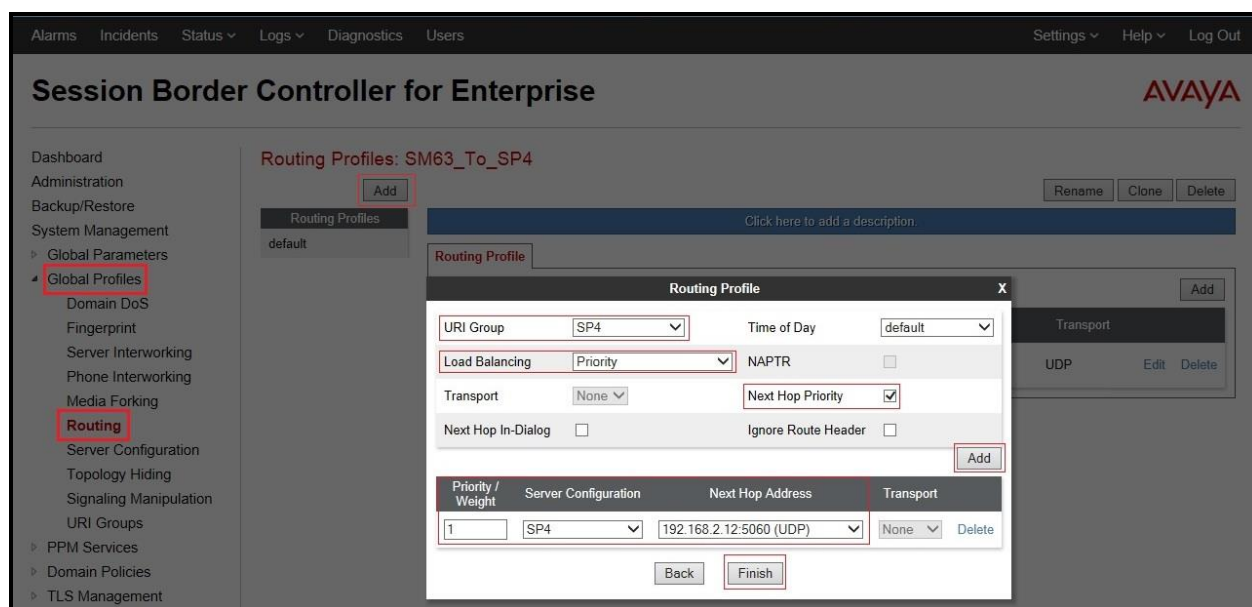 Alarms Incidents Status Logs Diagnostics Users Settings Help Log Out
Session Border Controller for Enterprise
AVAYA
Dashboard
Administration
Backup/Restore
System Management
Global Parameters
Global Profiles
Domain DoS
Fingerprint
Server Interworking
Phone Interworking
Media Forking
Routing
Server Configuration
Topology Hiding
Signaling Manipulation
URI Groups
PPM Services
Domain Policies
TLS Management
Routing Profiles: SM63_To_SP4
Add
Rename Clone Delete
Routing Profiles
default
Click here to add a description.
Routing Profile
Add
Transport
UDP Edit Delete
Routing Profile X
URI Group SP4 Time of Day default
Load Balancing Priority NAPTR
Transport None Next Hop Priority
Next Hop In-Dialog Ignore Route Header
Add
Priority / Weight Server Configuration Next Hop Address Transport
1 SP4 192.168.2.12:5060 (UDP) None Delete
Back Finish